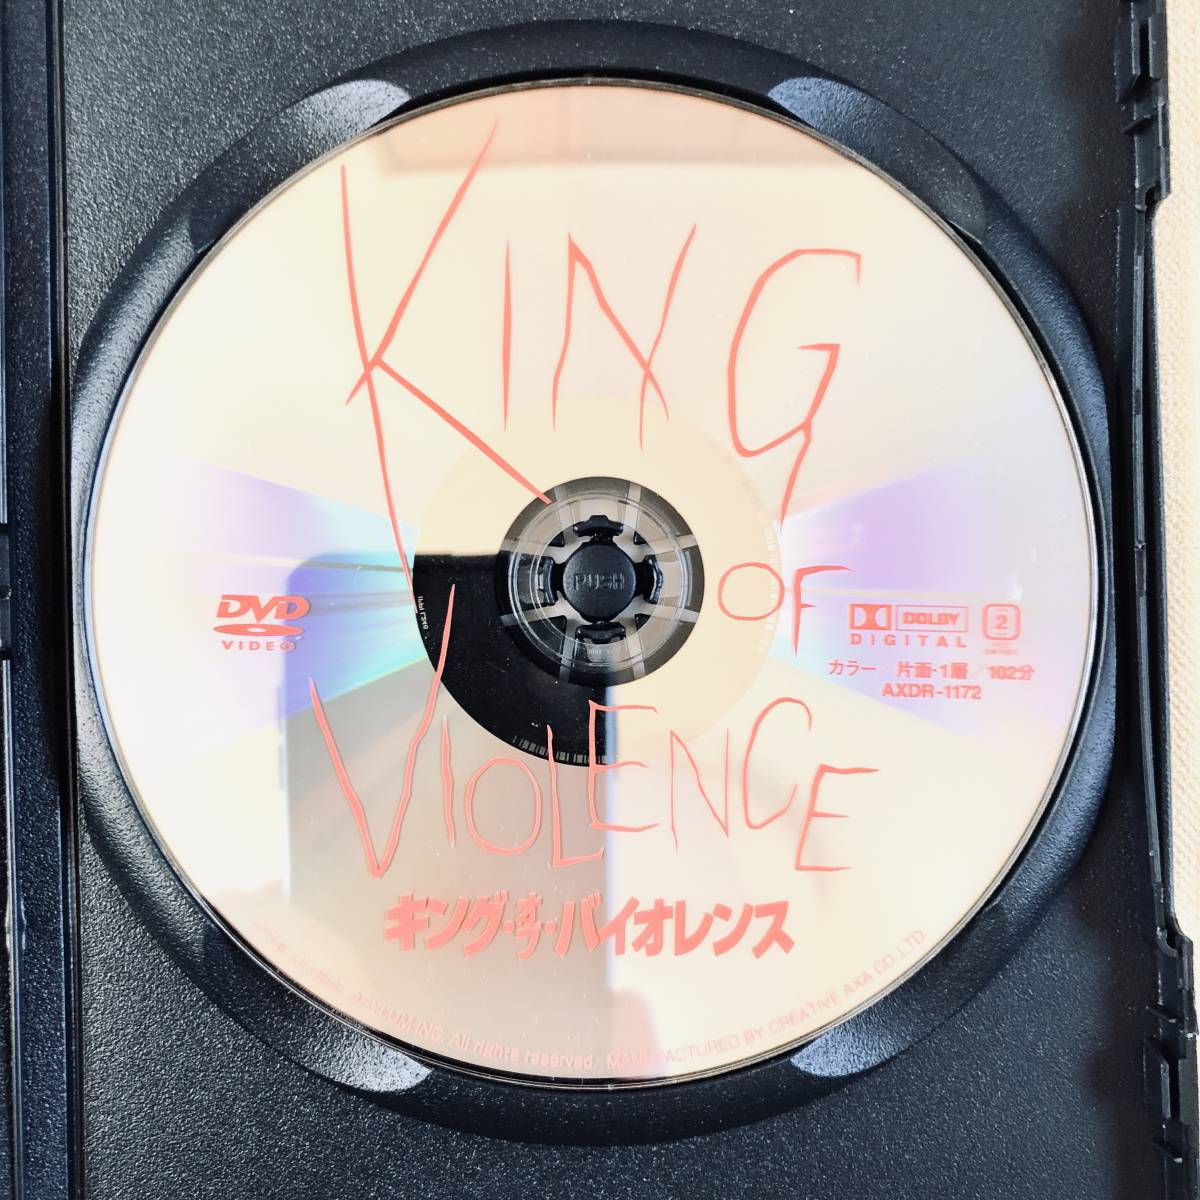 KING
OF
VIOLENCE
キング・オブ・バイオレンス
DVD
VIDEO
DOLBY
DIGITAL
2
カラー/片面・1層/102分
AXDR-1172
PUSH
ASYLUM INC. All rights reserved. MANUFACTURED BY CREATIVE AXA CO.,LTD